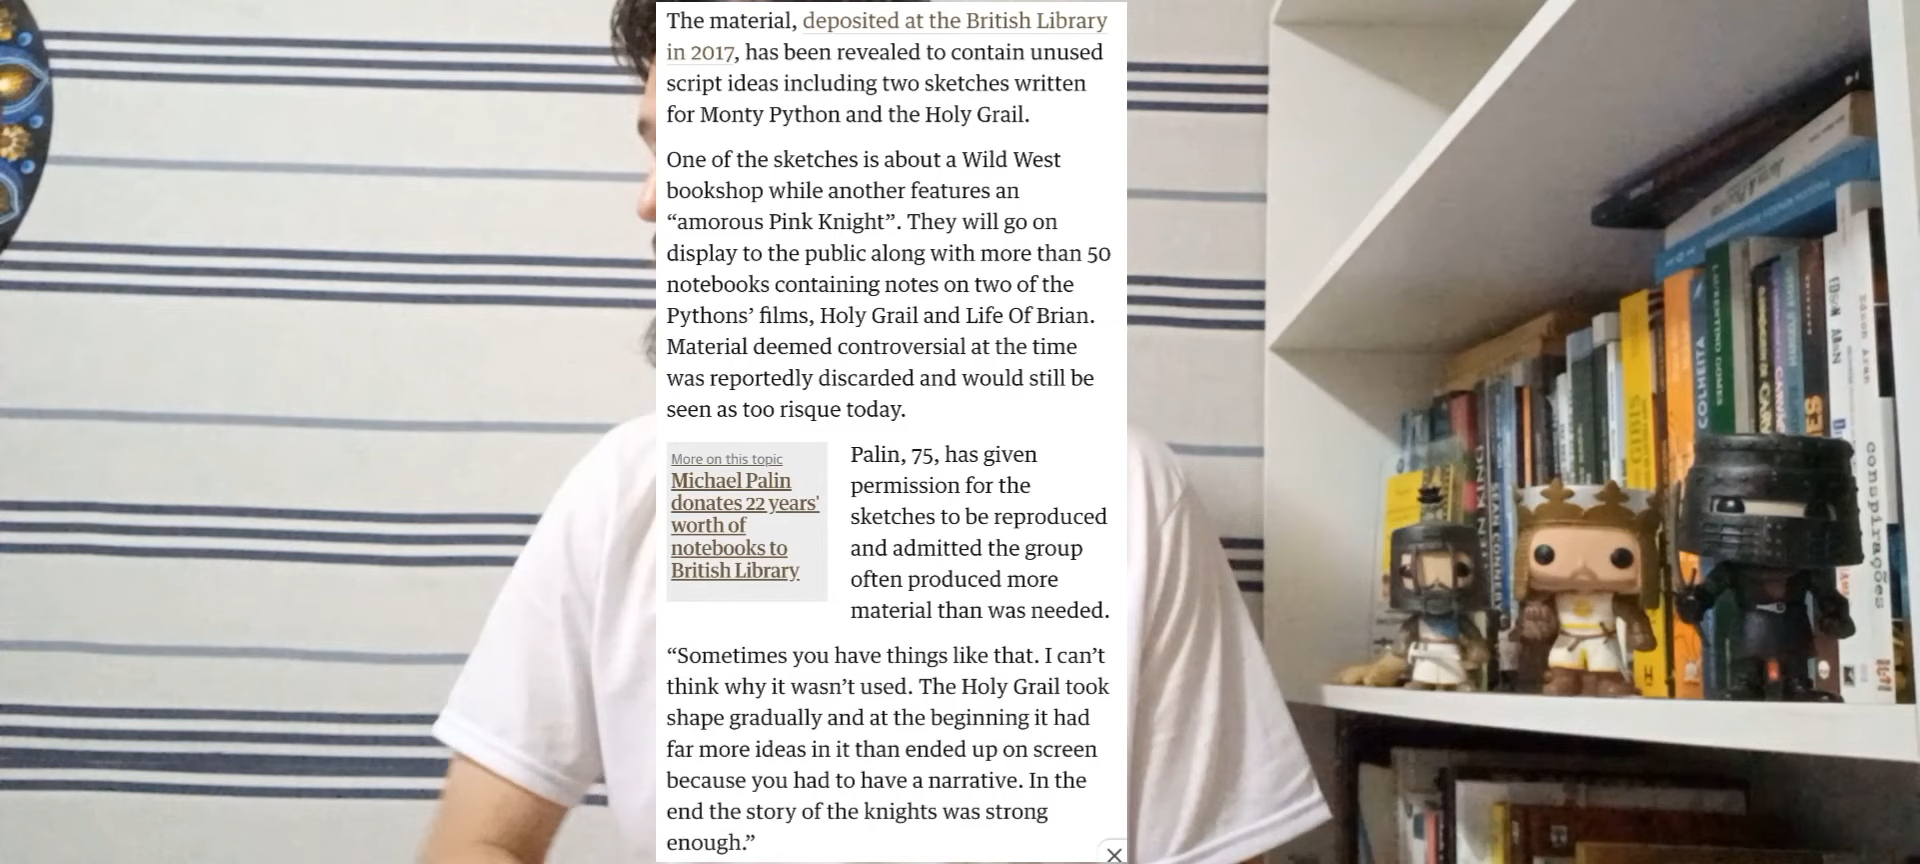 The material, deposited at the British Library
in 2017, has been revealed to contain unused
script ideas including two sketches written
for Monty Python and the Holy Grail.
One of the sketches is about a Wild West
bookshop while another features an
“amorous Pink Knight”. They will go on
display to the public along with more than 50
notebooks containing notes on two of the
Pythons’ films, Holy Grail and Life Of Brian.
Material deemed controversial at the time
was reportedly discarded and would still be
seen as too risque today.
More on this topic
Michael Palin
donates 22 years'
worth of
notebooks to
British Library
Palin, 75, has given
permission for the
sketches to be reproduced
and admitted the group
often produced more
material than was needed.
“Sometimes you have things like that. I can’t
think why it wasn’t used. The Holy Grail took
shape gradually and at the beginning it had
far more ideas in it than ended up on screen
because you had to have a narrative. In the
end the story of the knights was strong
enough.”
GIBIS
COLHEITA
LAURENTINO GOMES
SEAN CONNERY
conspirações